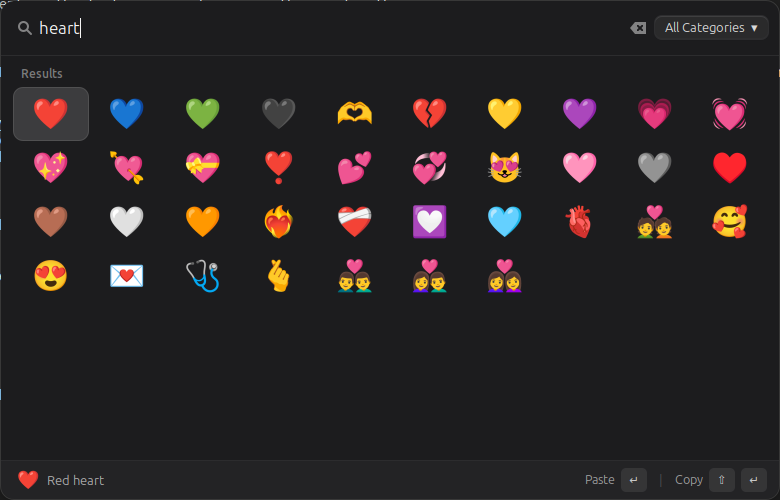 heart
All Categories ▾
Results
Red heart
Paste ↵ | Copy ⇧ ↵